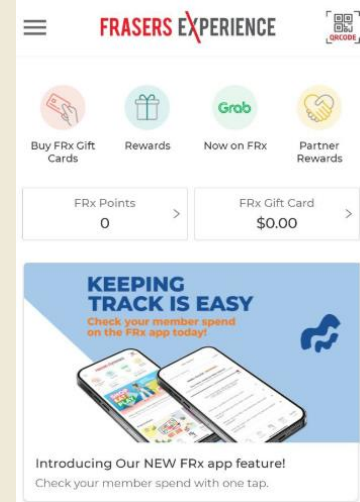 FRASERS EXPERIENCE
QRCODE
Grab
Buy FRx Gift
Cards
Rewards
Now on FRx
Partner
Rewards
FRx Points
0
FRx Gift Card
$0.00
KEEPING
TRACK IS EASY
Check your member spend
on the FRx app today!
Introducing Our NEW FRx app feature!
Check your member spend with one tap.